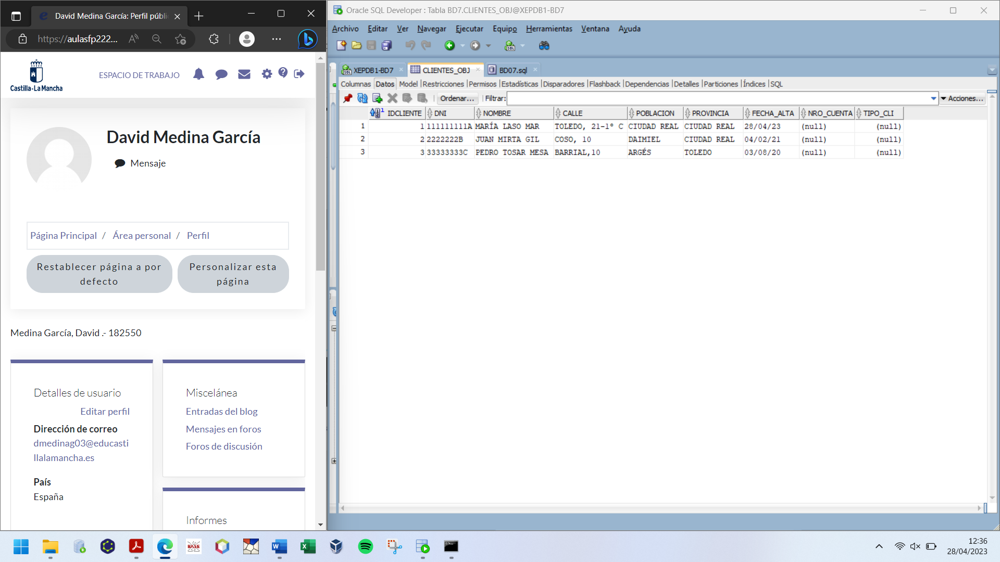 David Medina García: Perfil públi
https://aulasfp222...
Castilla-La Mancha
ESPACIO DE TRABAJO
David Medina García
Mensaje
Página Principal / Área personal / Perfil
Restablecer página a por defecto
Personalizar esta página
Medina García, David .- 182550
Detalles de usuario
Editar perfil
Dirección de correo
dmedinag03@educasti
llalamancha.es
País
España
Miscelánea
Entradas del blog
Mensajes en foros
Foros de discusión
Informes
Oracle SQL Developer : Tabla BD7.CLIENTES_OBJ@XEPDB1-BD7
Archivo Editar Ver Navegar Ejecutar Equipo Herramientas Ventana Ayuda
XEPDB1-BD7 CLIENTES_OBJ BD07.sql
Columnas Datos Model |Restricciones |Permisos |Estadísticas |Disparadores |Flashback |Dependencias |Detalles |Particiones |Índices |SQL
Ordenar... Filtrar: Acciones...
IDCLIENTE DNI NOMBRE CALLE POBLACION PROVINCIA FECHA_ALTA NRO_CUENTA TIPO_CLI
1 1 111111111A MARÍA LASO MAR TOLEDO, 21-1º C CIUDAD REAL CIUDAD REAL 28/04/23 (null) (null)
2 2 2222222B JUAN MIRTA GIL COSO, 10 DAIMIEL CIUDAD REAL 04/02/21 (null) (null)
3 3 33333333C PEDRO TOSAR MESA BARRIAL,10 ARGÉS TOLEDO 03/08/20 (null) (null)
BASE
12:36
28/04/2023